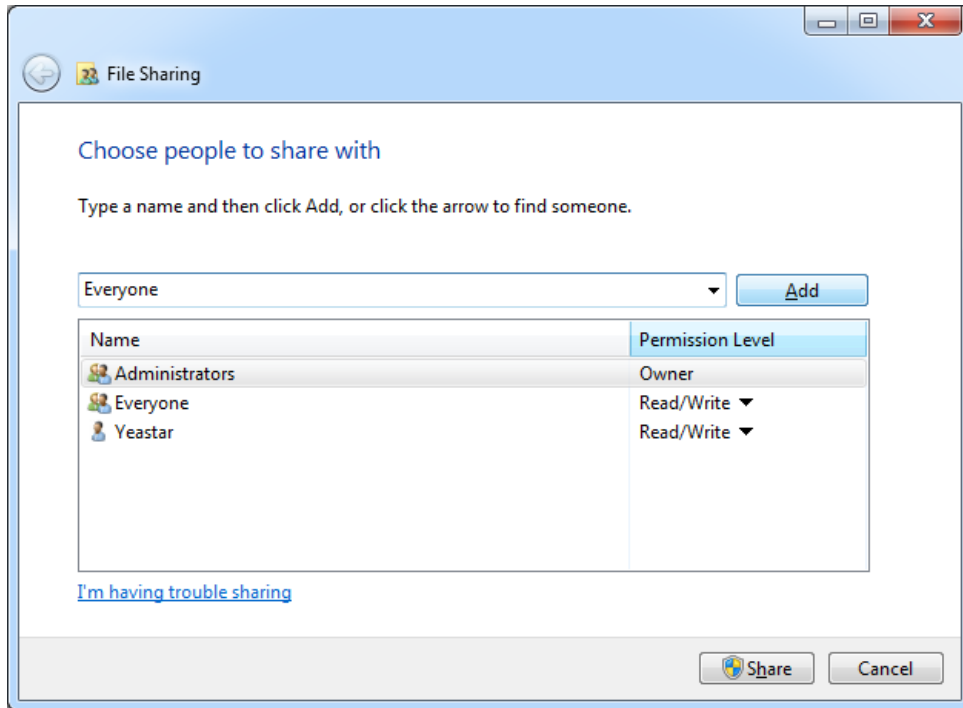 File Sharing
Choose people to share with
Type a name and then click Add, or click the arrow to find someone.
Everyone Add
Name Permission Level
Administrators Owner
Everyone Read/Write
Yeastar Read/Write
I'm having trouble sharing
Share Cancel